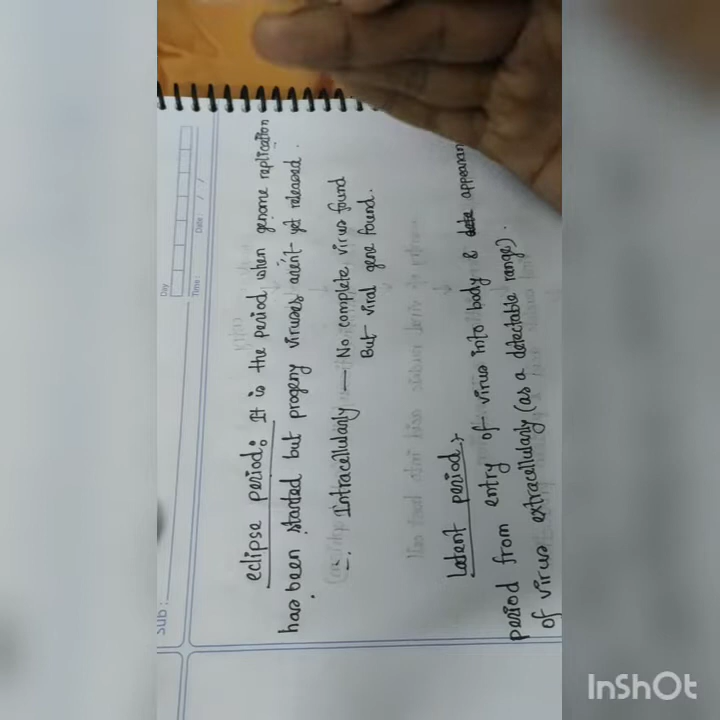 Day
Time:
Date / /
Sub:
eclipse period: It is the period when genome replication
has been started but progeny viruses aren't yet released.
∴ Intracellularly — No complete virus found
But viral gene found.
Latent period:
period from entry of virus into body & appearan
of virus extracellularly (as a detectable range).
InShOt